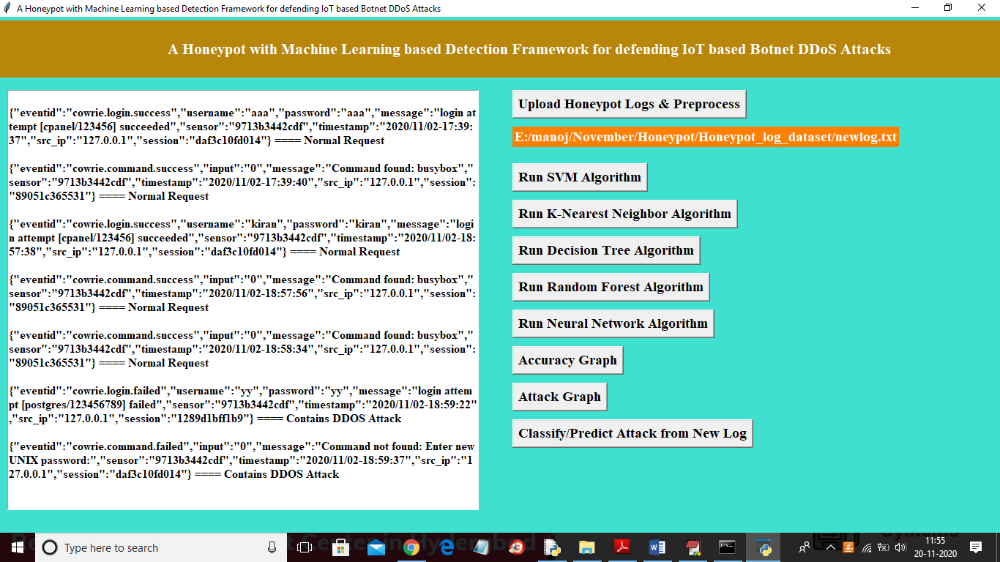 A Honeypot with Machine Learning based Detection Framework for defending IoT based Botnet DDoS Attacks
A Honeypot with Machine Learning based Detection Framework for defending IoT based Botnet DDoS Attacks
{"eventid":"cowrie.login.success","username":"aaa","password":"aaa","message":"login at
tempt [cpanel/123456] succeeded","sensor":"9713b3442cdf","timestamp":"2020/11/02-17:39:
37","src_ip":"127.0.0.1","session":"daf3c10fd014"} ==== Normal Request
{"eventid":"cowrie.command.success","input":"0","message":"Command found: busybox","
sensor":"9713b3442cdf","timestamp":"2020/11/02-17:39:40","src_ip":"127.0.0.1","session":
"89051c365531"} ==== Normal Request
{"eventid":"cowrie.login.success","username":"kiran","password":"kiran","message":"logi
n attempt [cpanel/123456] succeeded","sensor":"9713b3442cdf","timestamp":"2020/11/02-18:
57:38","src_ip":"127.0.0.1","session":"daf3c10fd014"} ==== Normal Request
{"eventid":"cowrie.command.success","input":"0","message":"Command found: busybox","
sensor":"9713b3442cdf","timestamp":"2020/11/02-18:57:56","src_ip":"127.0.0.1","session":
"89051c365531"} ==== Normal Request
{"eventid":"cowrie.command.success","input":"0","message":"Command found: busybox","
sensor":"9713b3442cdf","timestamp":"2020/11/02-18:58:34","src_ip":"127.0.0.1","session":
"89051c365531"} ==== Normal Request
{"eventid":"cowrie.login.failed","username":"yy","password":"yy","message":"login attem
pt [postgres/123456789] failed","sensor":"9713b3442cdf","timestamp":"2020/11/02-18:59:22"
,"src_ip":"127.0.0.1","session":"1289d1bff1b9"} ==== Contains DDOS Attack
{"eventid":"cowrie.command.failed","input":"0","message":"Command not found: Enter new
UNIX password:","sensor":"9713b3442cdf","timestamp":"2020/11/02-18:59:37","src_ip":"1
27.0.0.1","session":"daf3c10fd014"} ==== Contains DDOS Attack
Upload Honeypot Logs & Preprocess
E:/manoj/November/Honeypot/Honeypot_log_dataset/newlog.txt
Run SVM Algorithm
Run K-Nearest Neighbor Algorithm
Run Decision Tree Algorithm
Run Random Forest Algorithm
Run Neural Network Algorithm
Accuracy Graph
Attack Graph
Classify/Predict Attack from New Log
Type here to search
11:55
20-11-2020